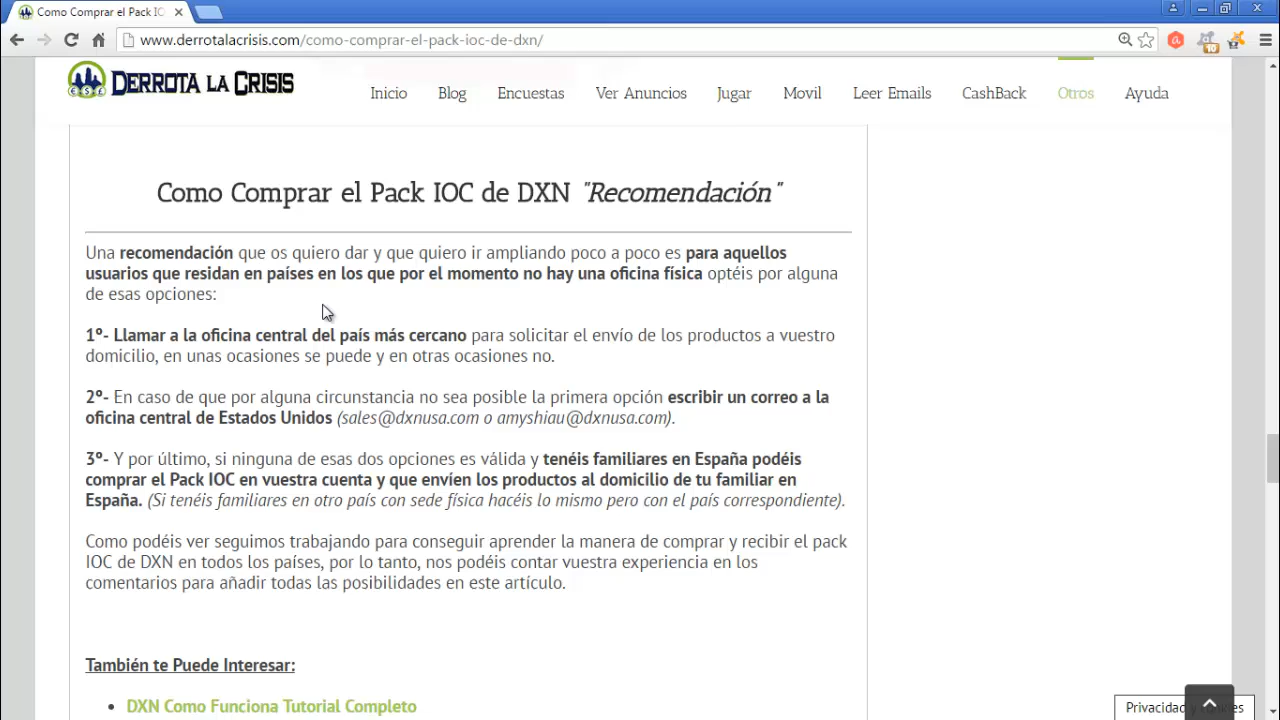 Como Comprar el Pack IO
www.derrotalacrisis.com/como-comprar-el-pack-ioc-de-dxn/
10
DERROTA LA CRISIS
Inicio
Blog
Encuestas
Ver Anuncios
Jugar
Movil
Leer Emails
CashBack
Otros
Ayuda
Como Comprar el Pack IOC de DXN "Recomendación"
Una recomendación que os quiero dar y que quiero ir ampliando poco a poco es para aquellos
usuarios que residan en países en los que por el momento no hay una oficina física optéis por alguna
de esas opciones:
1º- Llamar a la oficina central del país más cercano para solicitar el envío de los productos a vuestro
domicilio, en unas ocasiones se puede y en otras ocasiones no.
2º- En caso de que por alguna circunstancia no sea posible la primera opción escribir un correo a la
oficina central de Estados Unidos (sales@dxnusa.com o amyshiau@dxnusa.com).
3º- Y por último, si ninguna de esas dos opciones es válida y tenéis familiares en España podéis
comprar el Pack IOC en vuestra cuenta y que envíen los productos al domicilio de tu familiar en
España. (Si tenéis familiares en otro país con sede física hacéis lo mismo pero con el país correspondiente).
Como podéis ver seguimos trabajando para conseguir aprender la manera de comprar y recibir el pack
IOC de DXN en todos los países, por lo tanto, nos podéis contar vuestra experiencia en los
comentarios para añadir todas las posibilidades en este artículo.
También te Puede Interesar:
DXN Como Funciona Tutorial Completo
Privacidad y Cookies